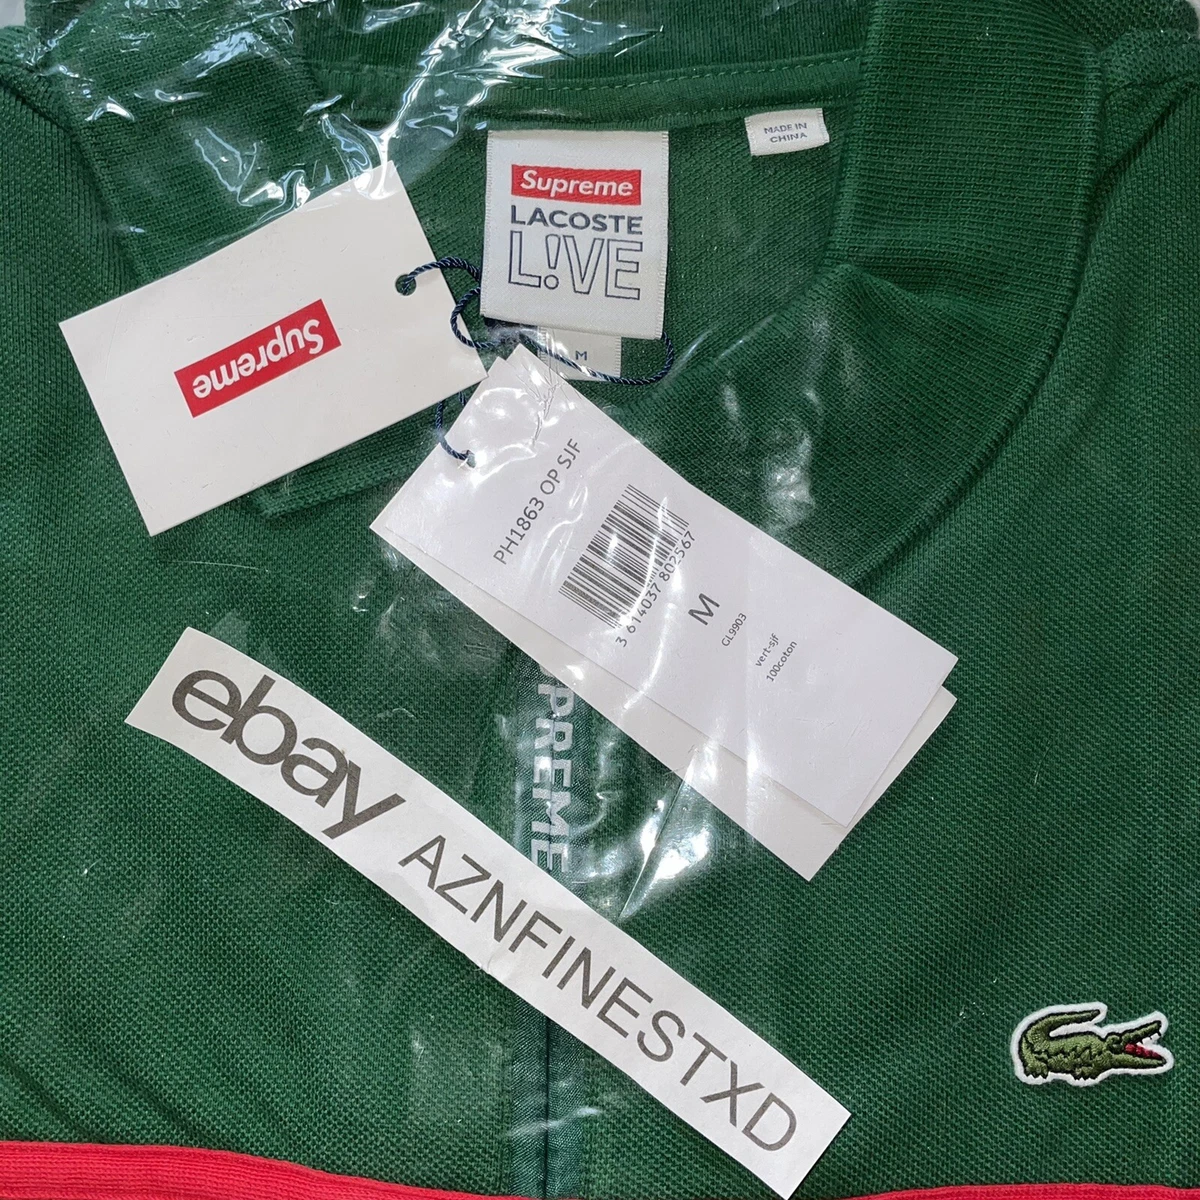 MADE IN
CHINA
Supreme
LACOSTE
L!VE
M
Supreme
PH1863 OP SJF
3 614037 802567
M
GL9903
vert-sjf
100coton
PREME
ebay AZNFINESTXD